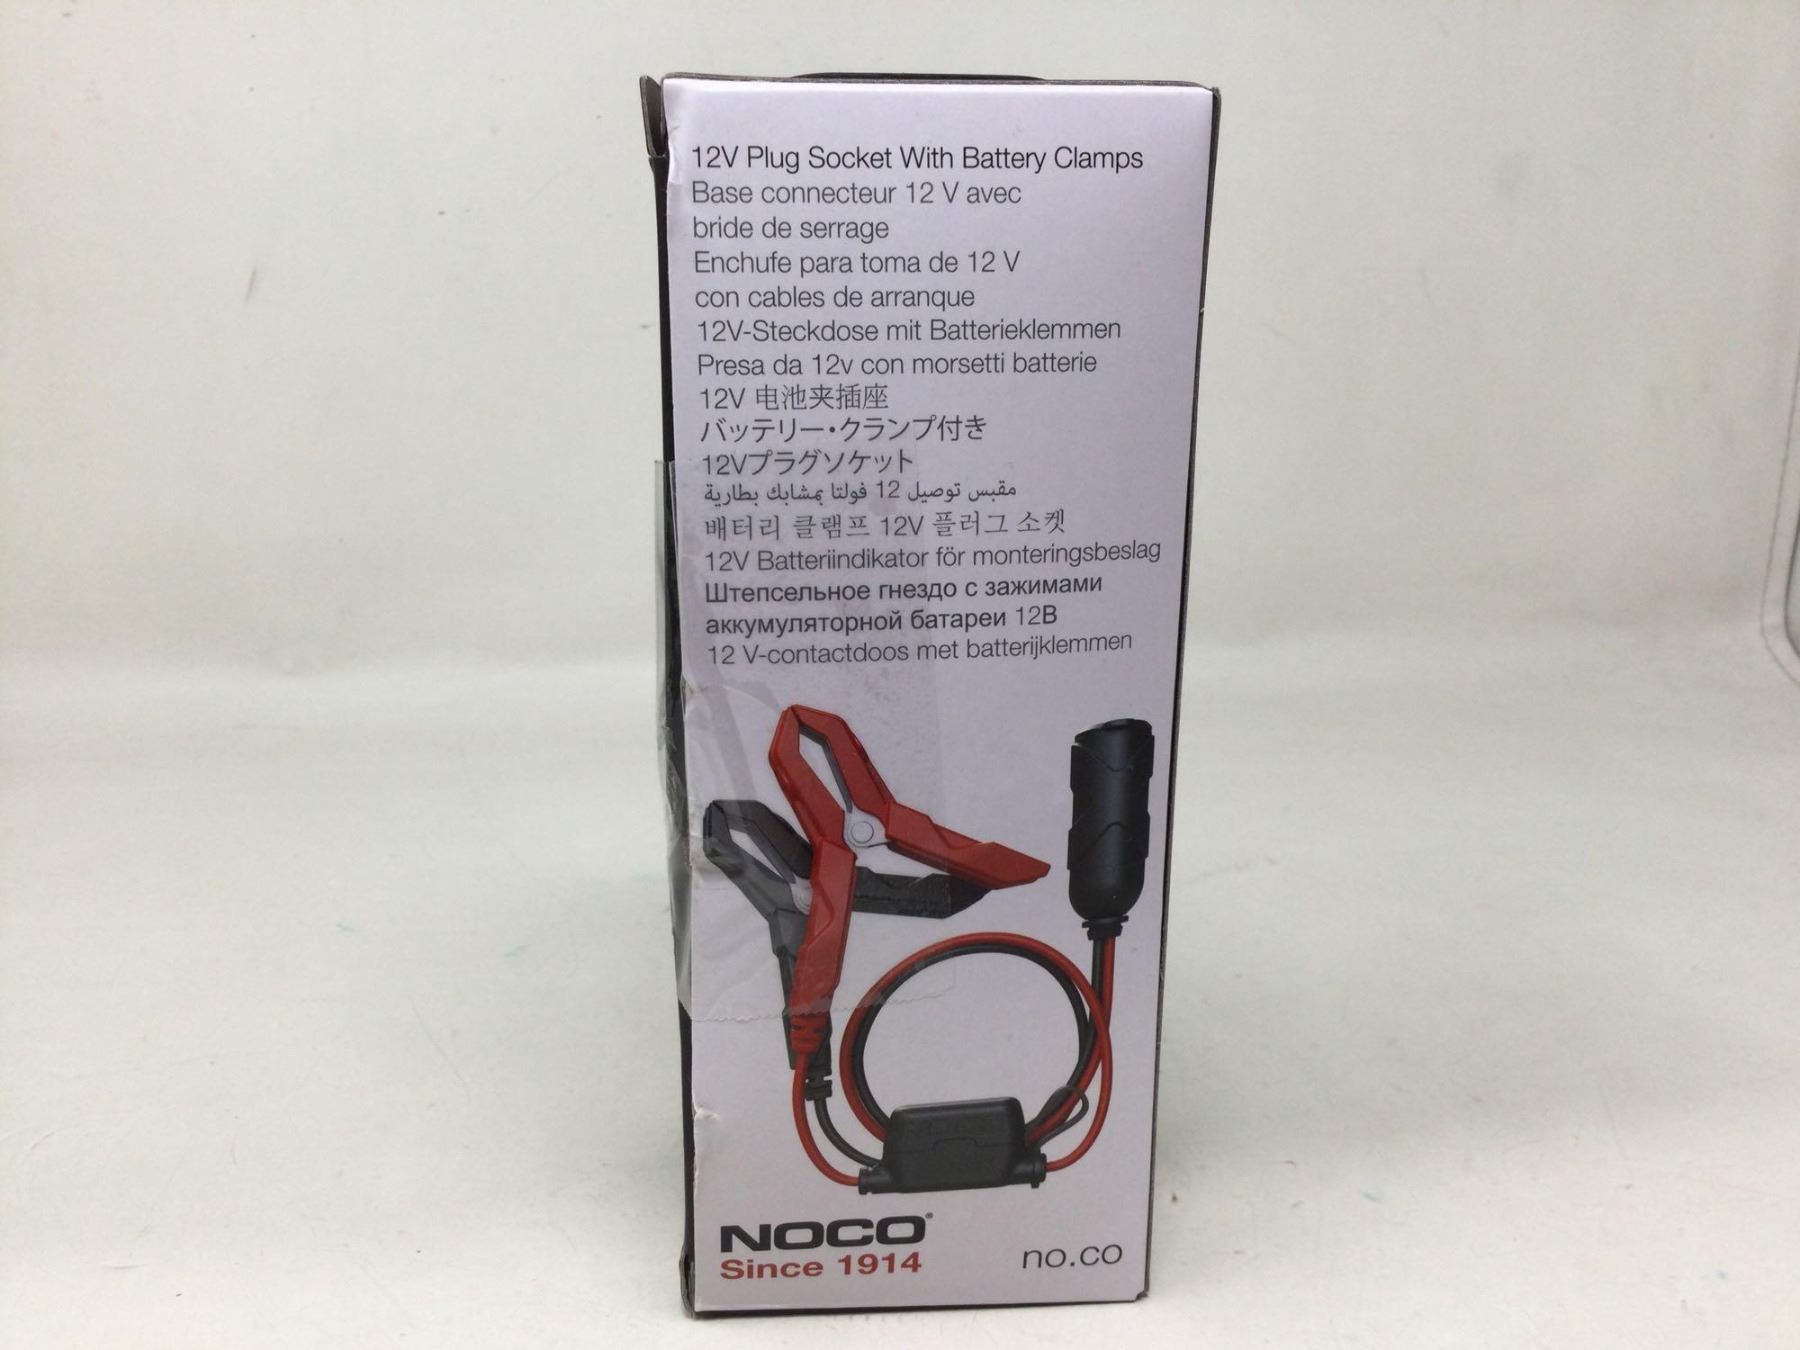 12V Plug Socket With Battery Clamps
Base connecteur 12 V avec
bride de serrage
Enchufe para toma de 12 V
con cables de arranque
12V-Steckdose mit Batterieklemmen
Presa da 12v con morsetti batterie
12V 电池夹插座
バッテリー・クランプ付き
12Vプラグソケット
مقبس توصيل 12 فولتا بمشابك بطارية
배터리 클램프 12V 플러그 소켓
12V Batteriindikator för monteringsbeslag
Штепсельное гнездо с зажимами
аккумуляторной батареи 12В
12 V-contactdoos met batterijklemmen
NOCO®
Since 1914
no.co